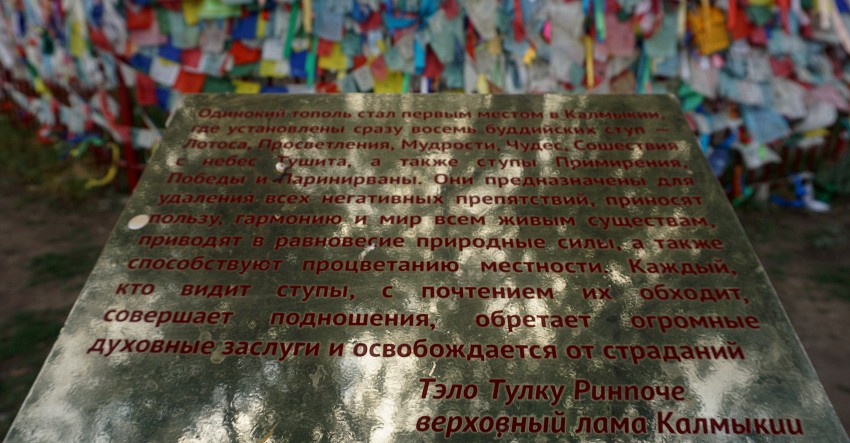 Одинокий тополь стал первым местом в Калмыкии,
где установлены сразу восемь буддийских ступ —
Лотоса, Просветления, Мудрости, Чудес, Сошествия
с небес Тушита, а также ступы Примирения,
Победы и Паринирваны. Они предназначены для
удаления всех негативных препятствий, приносят
пользу, гармонию и мир всем живым существам,
приводят в равновесие природные силы, а также
способствуют процветанию местности. Каждый,
кто видит ступы, с почтением их обходит,
совершает подношения, обретает огромные
духовные заслуги и освобождается от страданий
Тэло Тулку Ринпоче
верховный лама Калмыкии